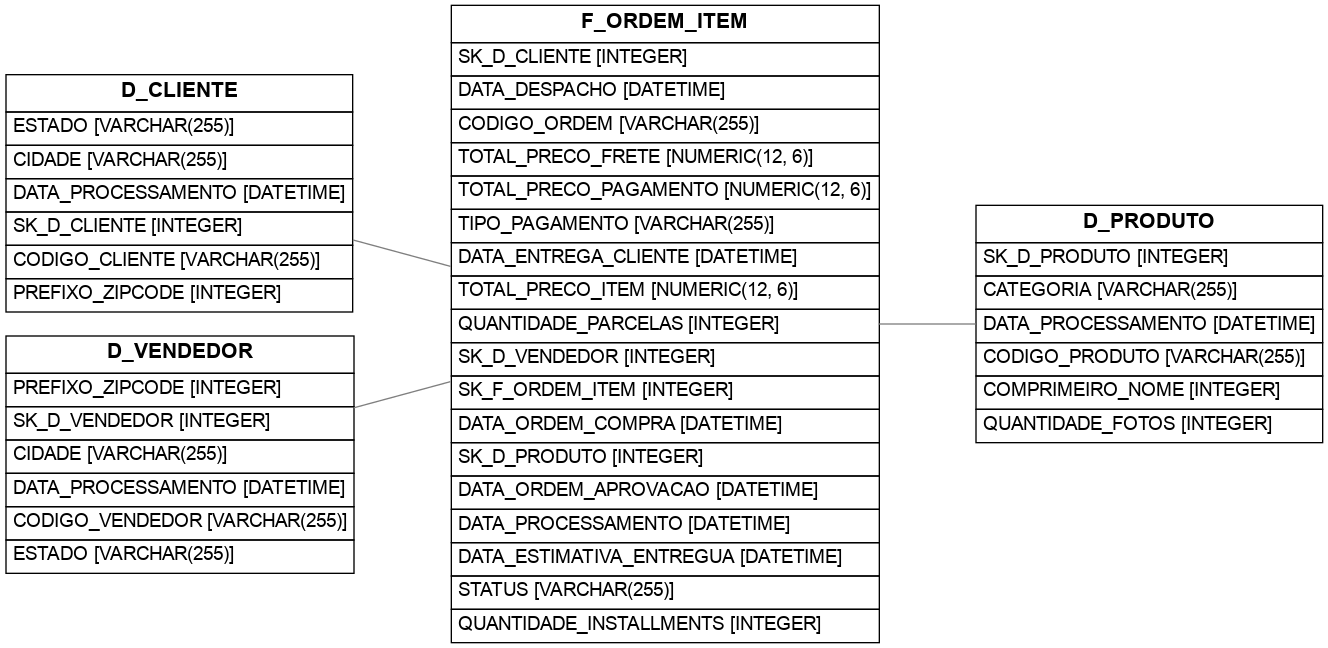 D_CLIENTE
ESTADO [VARCHAR(255)]
CIDADE [VARCHAR(255)]
DATA_PROCESSAMENTO [DATETIME]
SK_D_CLIENTE [INTEGER]
CODIGO_CLIENTE [VARCHAR(255)]
PREFIXO_ZIPCODE [INTEGER]
D_VENDEDOR
PREFIXO_ZIPCODE [INTEGER]
SK_D_VENDEDOR [INTEGER]
CIDADE [VARCHAR(255)]
DATA_PROCESSAMENTO [DATETIME]
CODIGO_VENDEDOR [VARCHAR(255)]
ESTADO [VARCHAR(255)]
F_ORDEM_ITEM
SK_D_CLIENTE [INTEGER]
DATA_DESPACHO [DATETIME]
CODIGO_ORDEM [VARCHAR(255)]
TOTAL_PRECO_FRETE [NUMERIC(12, 6)]
TOTAL_PRECO_PAGAMENTO [NUMERIC(12, 6)]
TIPO_PAGAMENTO [VARCHAR(255)]
DATA_ENTREGA_CLIENTE [DATETIME]
TOTAL_PRECO_ITEM [NUMERIC(12, 6)]
QUANTIDADE_PARCELAS [INTEGER]
SK_D_VENDEDOR [INTEGER]
SK_F_ORDEM_ITEM [INTEGER]
DATA_ORDEM_COMPRA [DATETIME]
SK_D_PRODUTO [INTEGER]
DATA_ORDEM_APROVACAO [DATETIME]
DATA_PROCESSAMENTO [DATETIME]
DATA_ESTIMATIVA_ENTREGUA [DATETIME]
STATUS [VARCHAR(255)]
QUANTIDADE_INSTALLMENTS [INTEGER]
D_PRODUTO
SK_D_PRODUTO [INTEGER]
CATEGORIA [VARCHAR(255)]
DATA_PROCESSAMENTO [DATETIME]
CODIGO_PRODUTO [VARCHAR(255)]
COMPRIMEIRO_NOME [INTEGER]
QUANTIDADE_FOTOS [INTEGER]